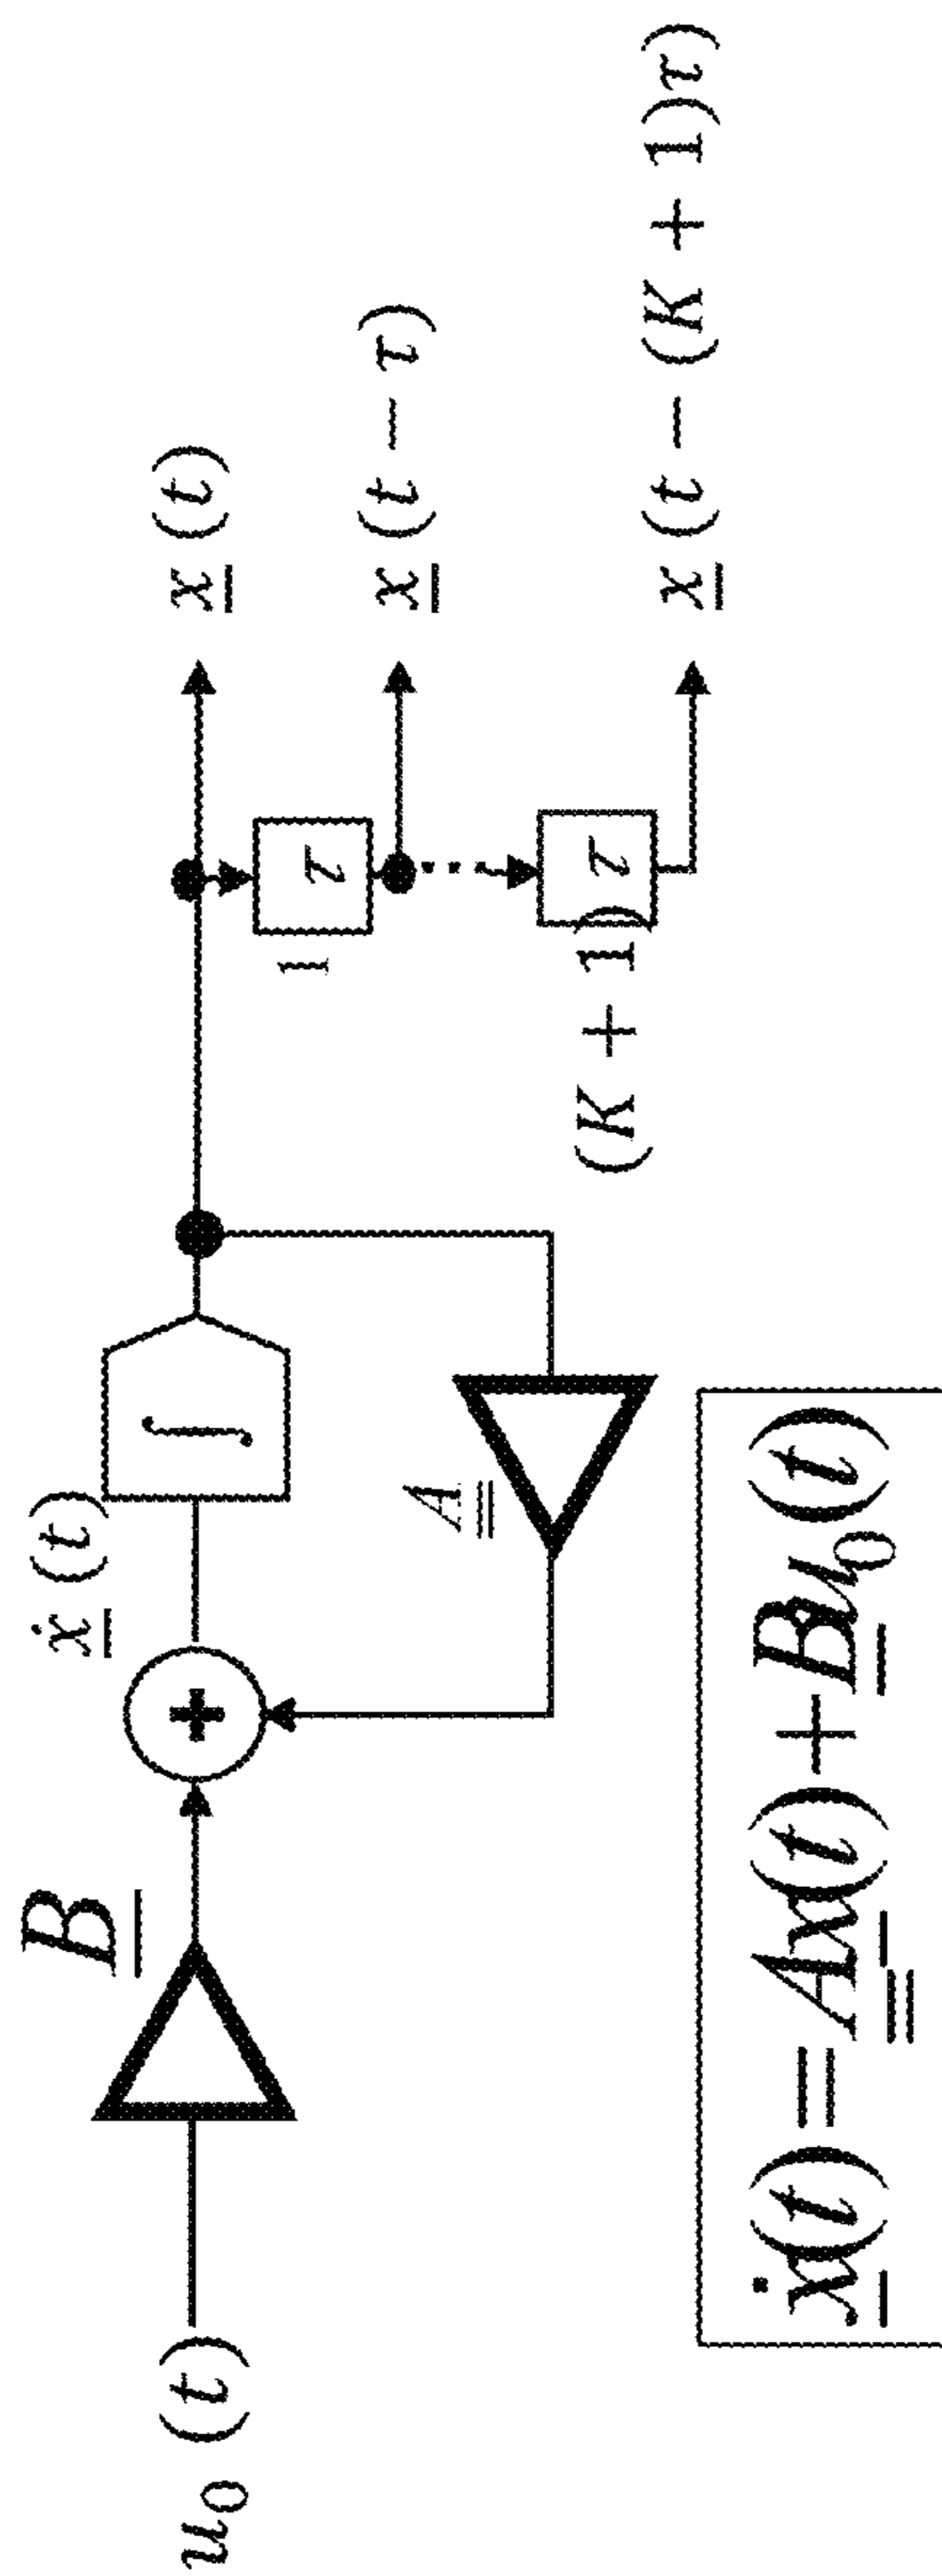 u₀(t)
B
ẋ(t)
∫
x(t)
+
A
1
τ
x(t − τ)
(K + 1)
τ
x(t − (K + 1)τ)
ẋ(t) = Ax(t) + Bu₀(t)